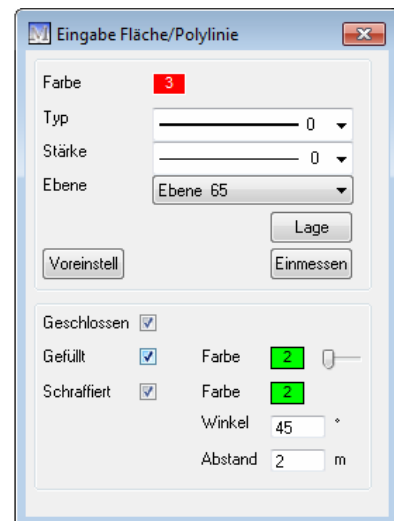 Eingabe Fläche/Polylinie
Farbe 3
Typ 0
Stärke 0
Ebene Ebene 65
Lage
Voreinstell Einmessen
Geschlossen
Gefüllt Farbe 2
Schraffiert Farbe 2
Winkel 45 °
Abstand 2 m